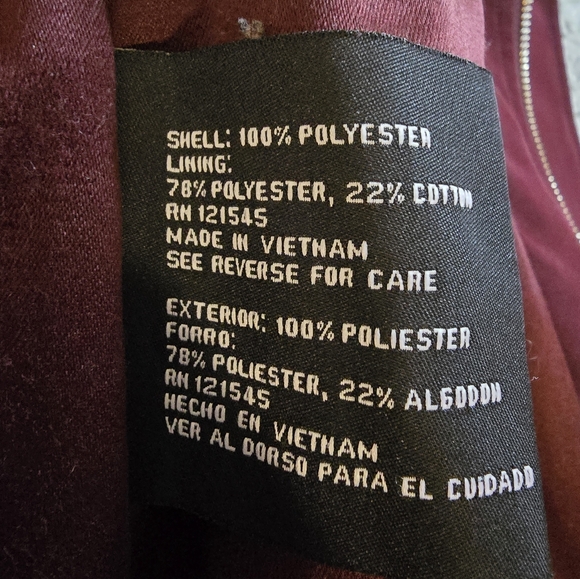 SHELL: 100% POLYESTER
LINING:
78% POLYESTER, 22% COTTON
RN 121545
MADE IN VIETNAM
SEE REVERSE FOR CARE
EXTERIOR: 100% POLIESTER
FORRO:
78% POLIESTER, 22% ALGODON
RN 121545
HECHO EN VIETNAM
VER AL DORSO PARA EL CUIDADO